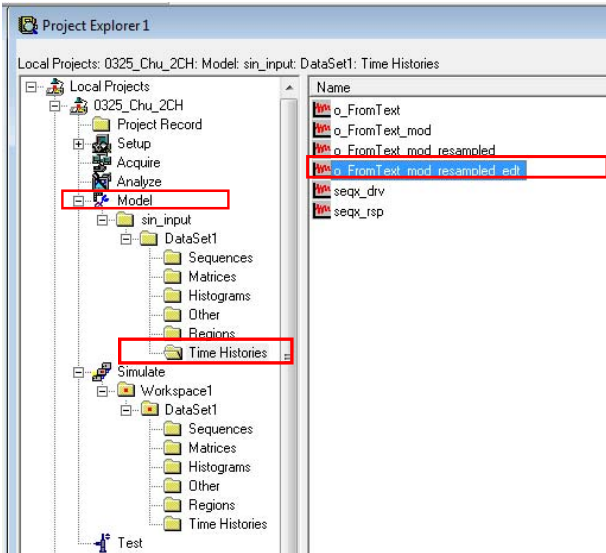 Project Explorer 1
Local Projects: 0325_Chu_2CH: Model: sin_input: DataSet1: Time Histories
Local Projects
0325_Chu_2CH
Project Record
Setup
Acquire
Analyze
Model
sin_input
DataSet1
Sequences
Matrices
Histograms
Other
Regions
Time Histories
Simulate
Workspace1
DataSet1
Sequences
Matrices
Histograms
Other
Regions
Time Histories
Test
Name
o_FromText
o_FromText_mod
o_FromText_mod_resampled
o_FromText_mod_resampled_edt
seqx_drv
seqx_rsp